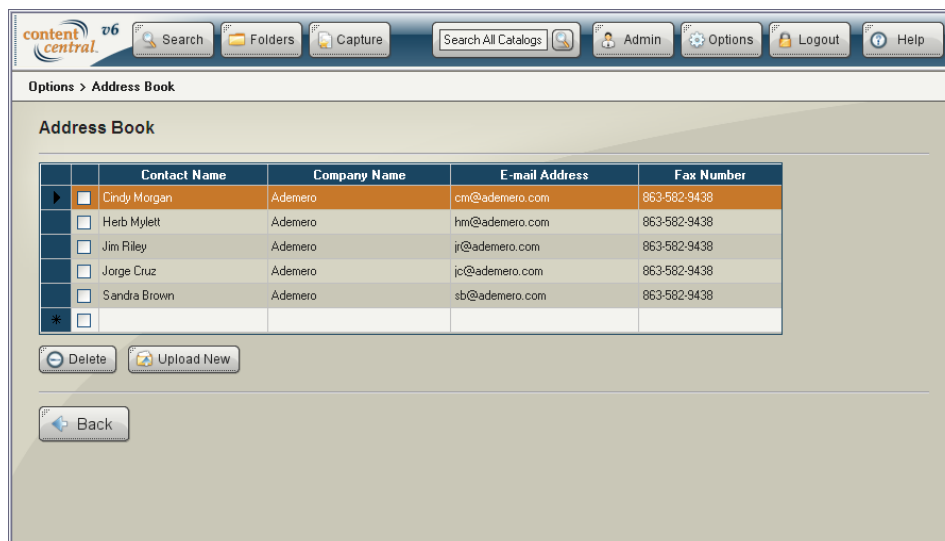 content central. v6 Search Folders Capture Search All Catalogs Admin Options Logout Help
Options > Address Book
Address Book
Contact Name Company Name E-mail Address Fax Number
Cindy Morgan Ademero cm@ademero.com 863-582-9438
Herb Mylett Ademero hm@ademero.com 863-582-9438
Jim Riley Ademero jr@ademero.com 863-582-9438
Jorge Cruz Ademero jc@ademero.com 863-582-9438
Sandra Brown Ademero sb@ademero.com 863-582-9438
*
Delete Upload New
Back